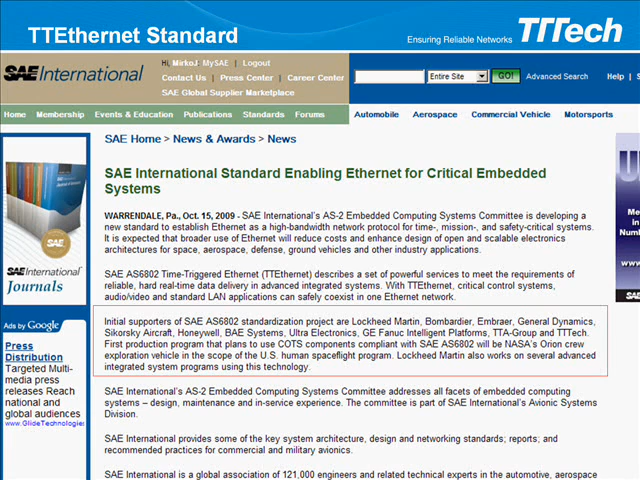 TTEthernet Standard
Ensuring Reliable Networks TTTech
SAE International
Hi, MirkoJ - MySAE | Logout
Contact Us | Press Center | Career Center
SAE Global Supplier Marketplace
Entire Site GO! Advanced Search Help | S
Home Membership Events & Education Publications Standards Forums Automobile Aerospace Commercial Vehicle Motorsports
SAE Home > News & Awards > News
SAE International Standard Enabling Ethernet for Critical Embedded
Systems
WARRENDALE, Pa., Oct. 15, 2009 - SAE International's AS-2 Embedded Computing Systems Committee is developing a
new standard to establish Ethernet as a high-bandwidth network protocol for time-, mission-, and safety-critical systems.
It is expected that broader use of Ethernet will reduce costs and enhance design of open and scalable electronics
architectures for space, aerospace, defense, ground vehicles and other industry applications.
SAE AS6802 Time-Triggered Ethernet (TTEthernet) describes a set of powerful services to meet the requirements of
reliable, hard real-time data delivery in advanced integrated systems. With TTEthernet, critical control systems,
audio/video and standard LAN applications can safely coexist in one Ethernet network.
Initial supporters of SAE AS6802 standardization project are Lockheed Martin, Bombardier, Embraer, General Dynamics,
Sikorsky Aircraft, Honeywell, BAE Systems, Ultra Electronics, GE Fanuc Intelligent Platforms, TTA-Group and TTTech.
First production program that plans to use COTS components compliant with SAE AS6802 will be NASA's Orion crew
exploration vehicle in the scope of the U.S. human spaceflight program. Lockheed Martin also works on several advanced
integrated system programs using this technology.
SAE International's AS-2 Embedded Computing Systems Committee addresses all facets of embedded computing
systems – design, maintenance and in-service experience. The committee is part of SAE International's Avionic Systems
Division.
SAE International provides some of the key system architecture, design and networking standards; reports; and
recommended practices for commercial and military avionics.
SAE International is a global association of 121,000 engineers and related technical experts in the automotive, aerospace
SAE
SAE International
Journals
Ads by Google
Press
Distribution
Targeted Multi-
media press
releases Reach
national and
global audiences
www.GlideTechnologies
U
Me
in
Numb
www.
SAE